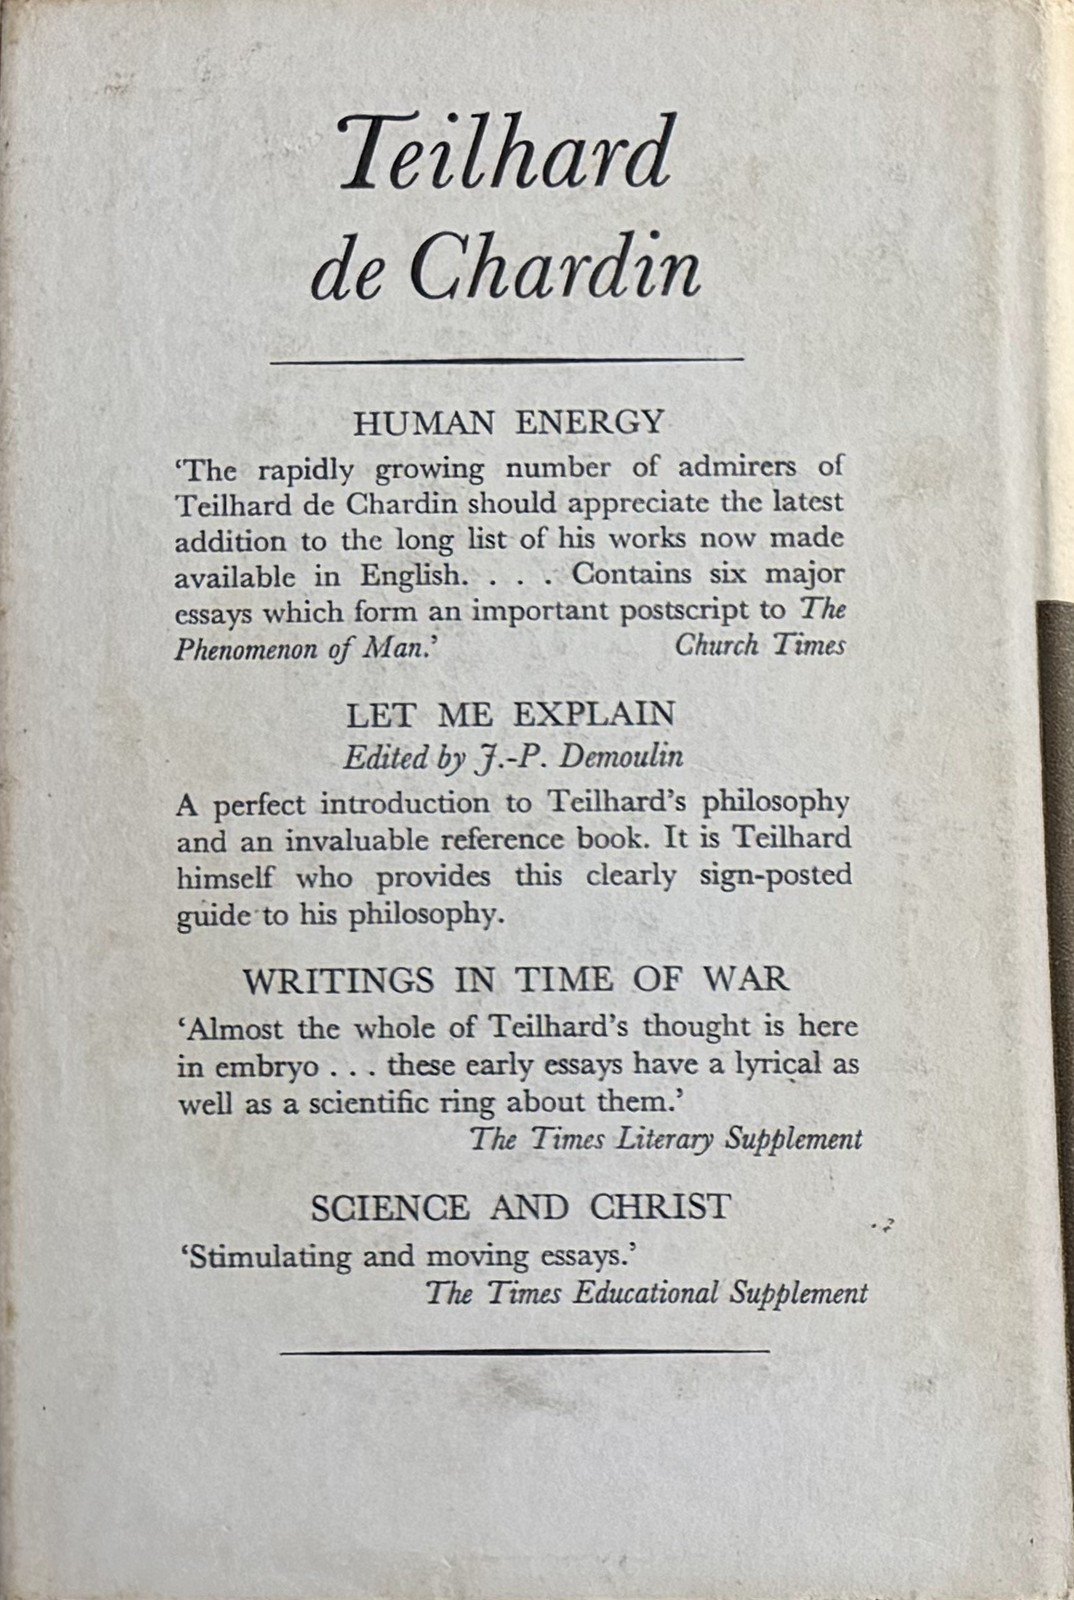 Teilhard
de Chardin
HUMAN ENERGY
‘The rapidly growing number of admirers of
Teilhard de Chardin should appreciate the latest
addition to the long list of his works now made
available in English. . . . Contains six major
essays which form an important postscript to The
Phenomenon of Man.’ Church Times
LET ME EXPLAIN
Edited by J.-P. Demoulin
A perfect introduction to Teilhard’s philosophy
and an invaluable reference book. It is Teilhard
himself who provides this clearly sign-posted
guide to his philosophy.
WRITINGS IN TIME OF WAR
‘Almost the whole of Teilhard’s thought is here
in embryo . . . these early essays have a lyrical as
well as a scientific ring about them.’
The Times Literary Supplement
SCIENCE AND CHRIST
‘Stimulating and moving essays.’
The Times Educational Supplement